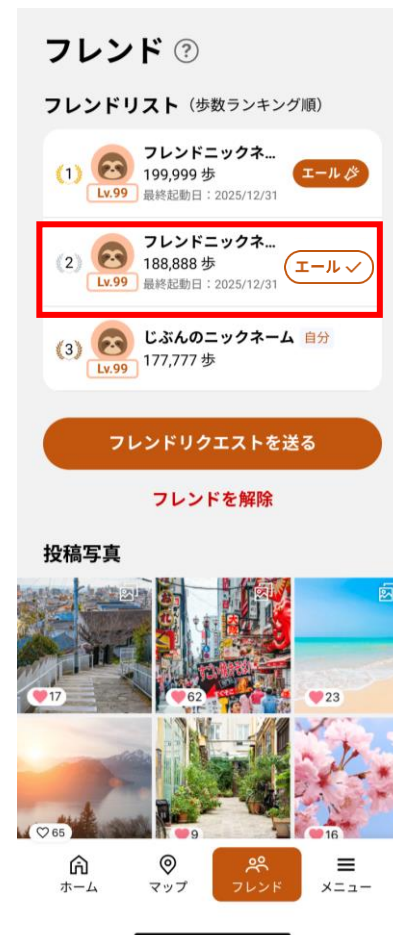 フレンド ?
フレンドリスト（歩数ランキング順）
1
フレンドニックネ...
199,999 歩
最終起動日：2025/12/31
Lv.99
エール
2
フレンドニックネ...
188,888 歩
最終起動日：2025/12/31
Lv.99
エール
3
じぶんのニックネーム 自分
177,777 歩
Lv.99
フレンドリクエストを送る
フレンドを解除
投稿写真
17
62
23
65
9
16
ホーム マップ フレンド メニュー